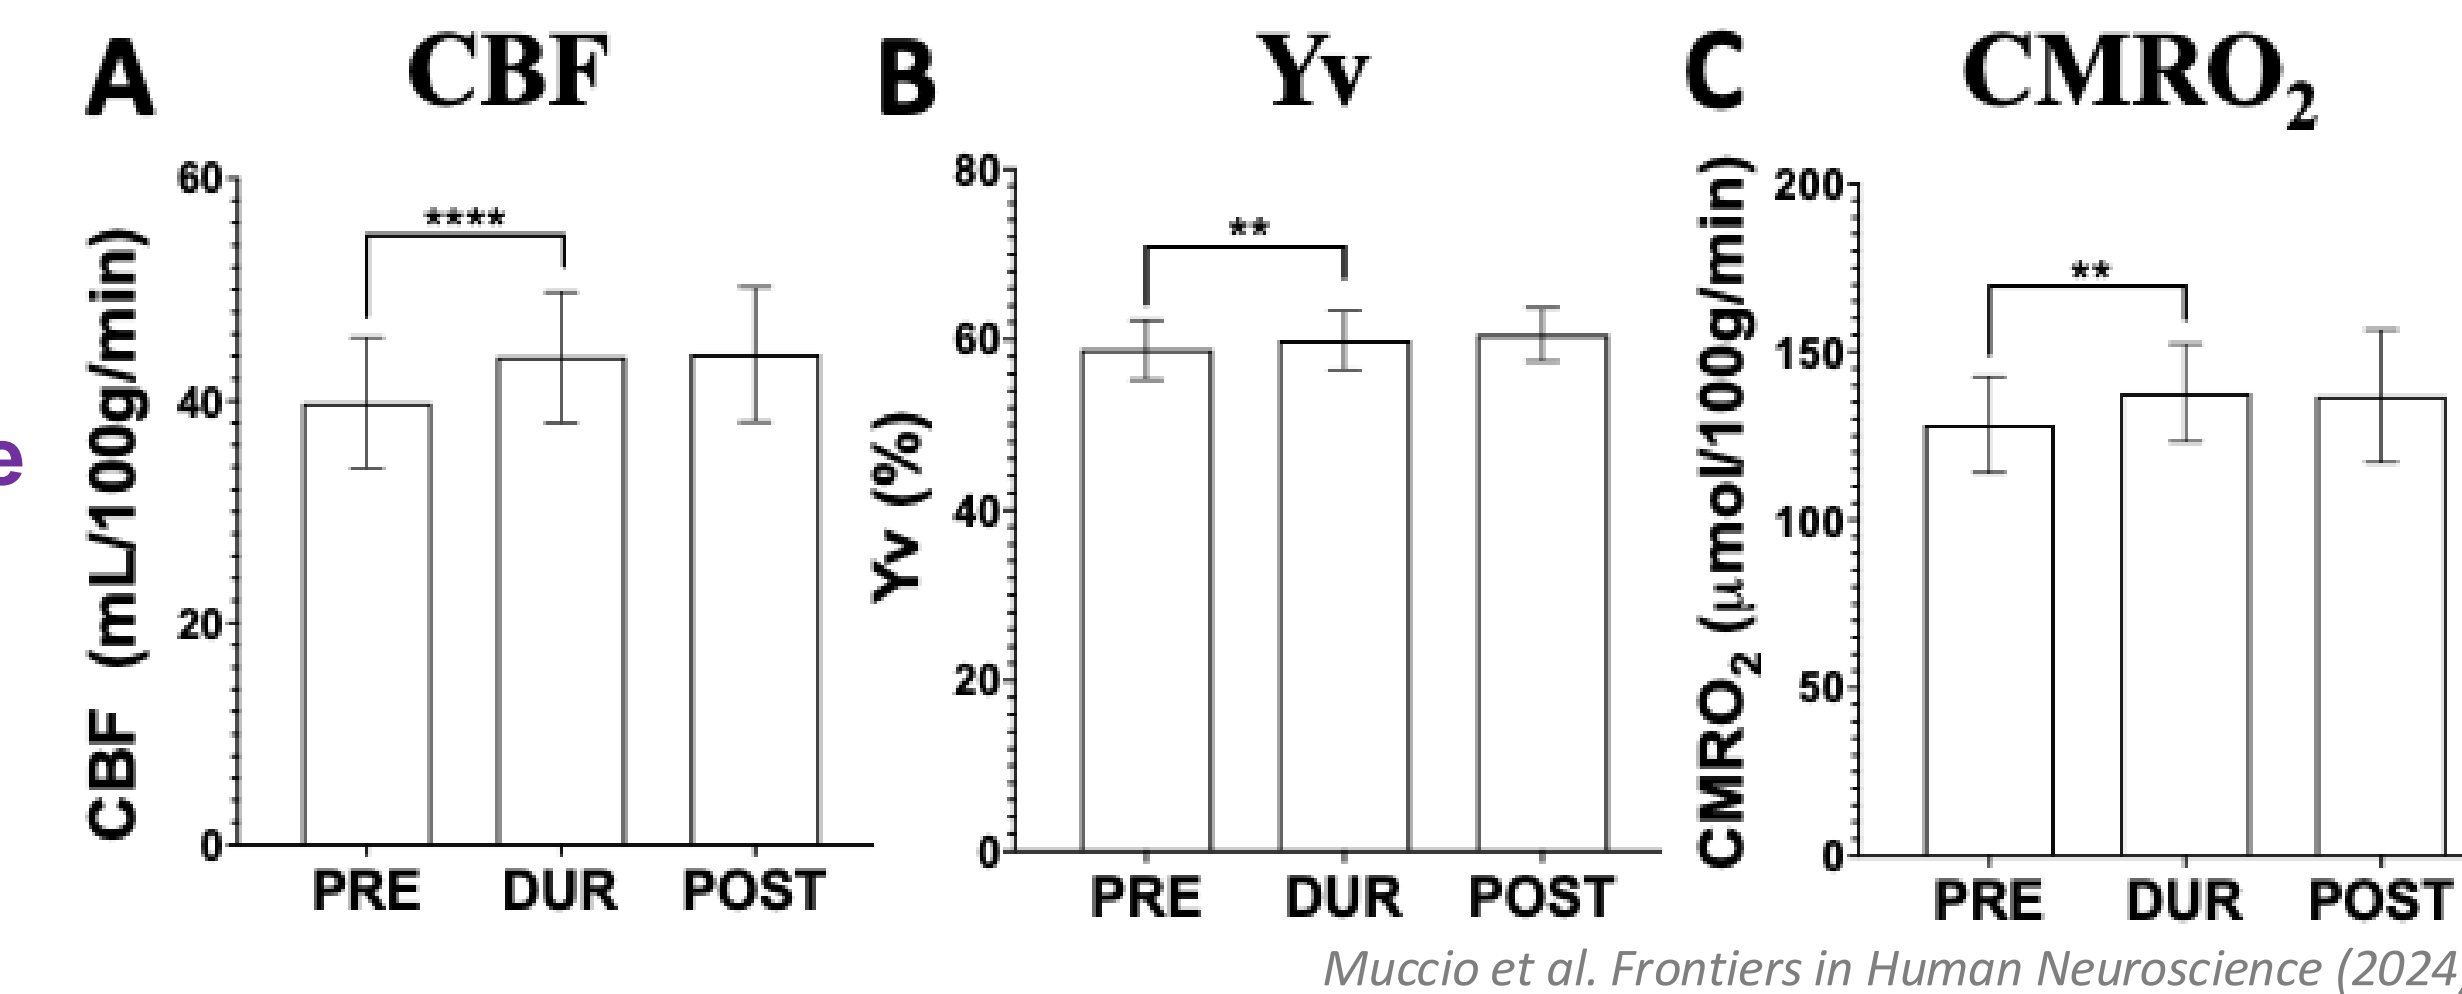 A CBF
60
40
20
0
CBF (mL/100g/min)
****
PRE DUR POST
B Yv
80
60
40
20
0
Yv (%)
**
PRE DUR POST
C CMRO₂
200
150
100
50
0
CMRO₂ (μmol/100g/min)
**
PRE DUR POST
e
Muccio et al. Frontiers in Human Neuroscience (2024)